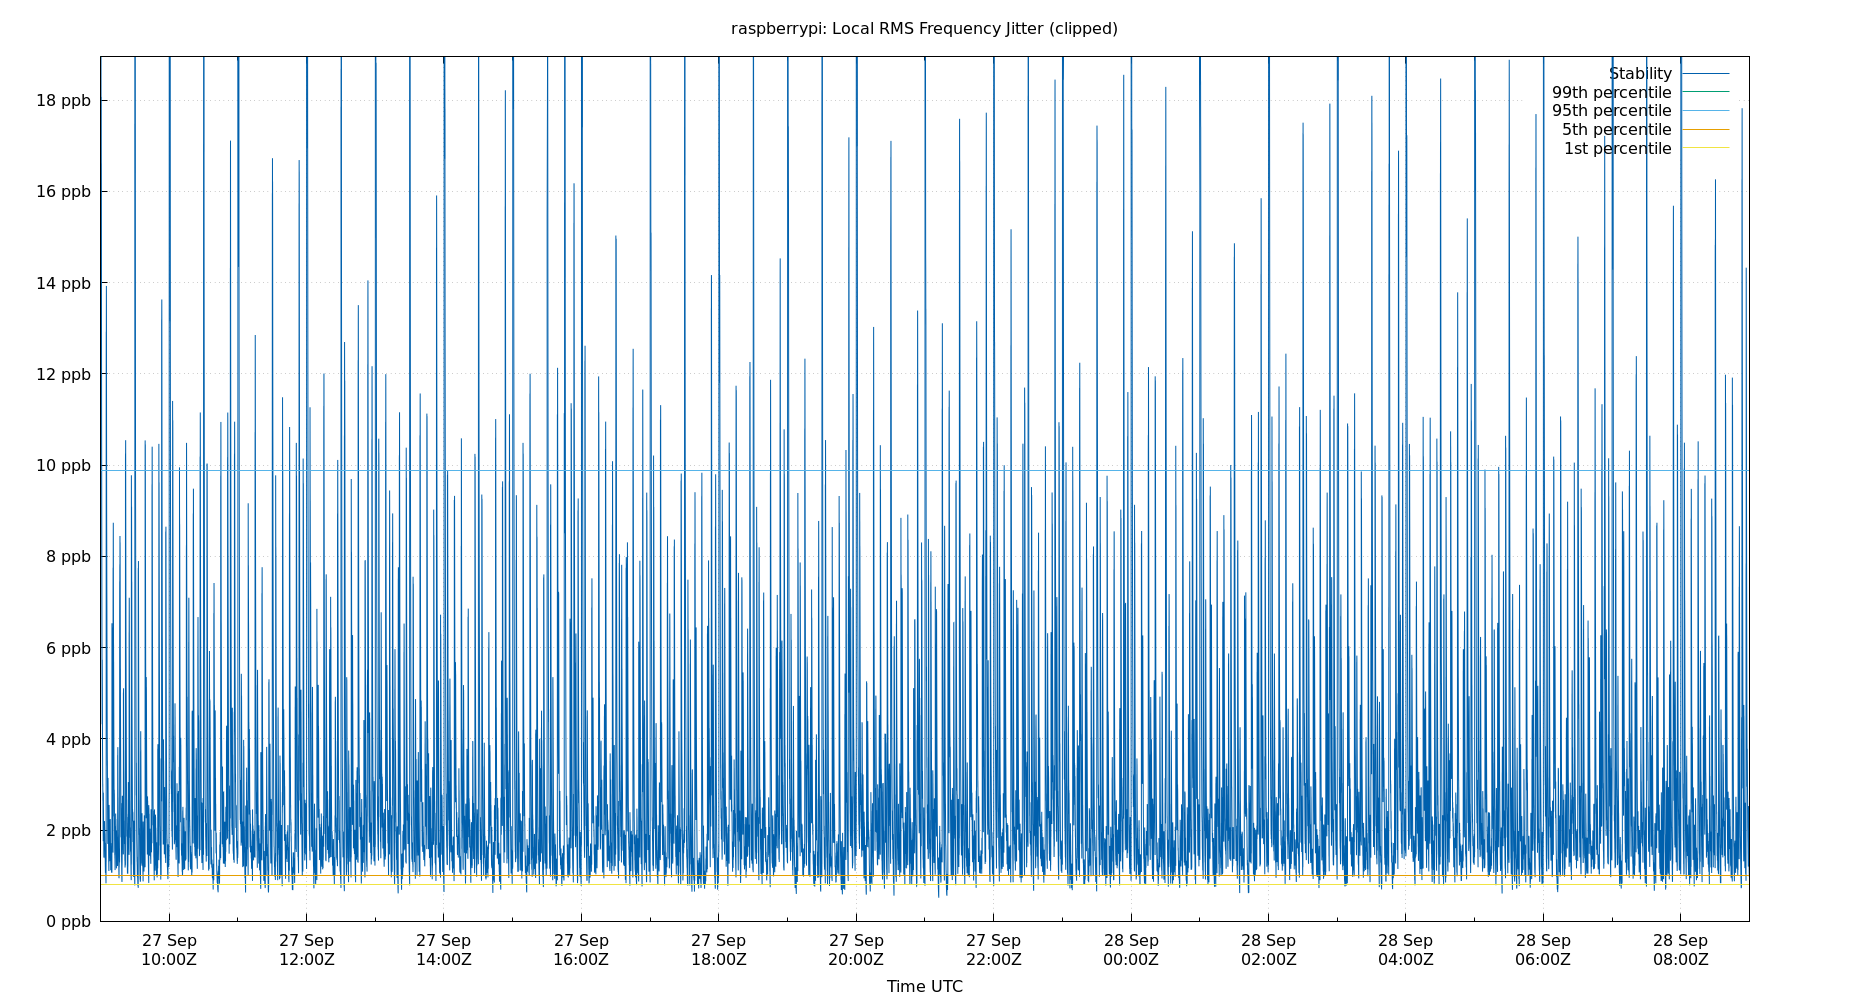 raspberrypi: Local RMS Frequency Jitter (clipped)
Stability
99th percentile
95th percentile
5th percentile
1st percentile
18 ppb
16 ppb
14 ppb
12 ppb
10 ppb
8 ppb
6 ppb
4 ppb
2 ppb
0 ppb
27 Sep 27 Sep 27 Sep 27 Sep 27 Sep 27 Sep 27 Sep 28 Sep 28 Sep 28 Sep 28 Sep 28 Sep
10:00Z 12:00Z 14:00Z 16:00Z 18:00Z 20:00Z 22:00Z 00:00Z 02:00Z 04:00Z 06:00Z 08:00Z
Time UTC